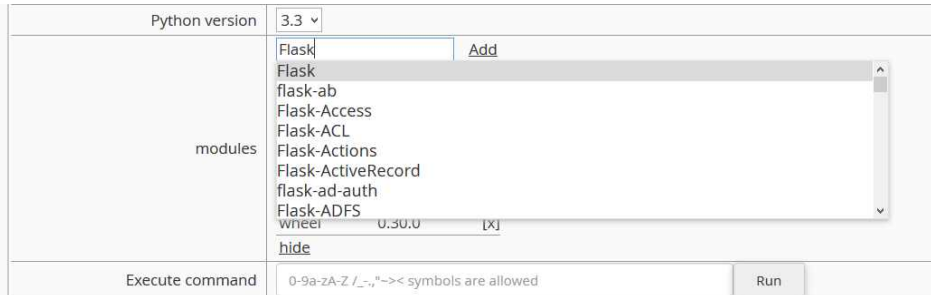 Python version 3.3
Flask Add
Flask
flask-ab
Flask-Access
Flask-ACL
modules
Flask-Actions
Flask-ActiveRecord
flask-ad-auth
Flask-ADFS
wheel 0.30.0 [x]
hide
Execute command 0-9a-zA-Z /_-.,"~>< symbols are allowed Run